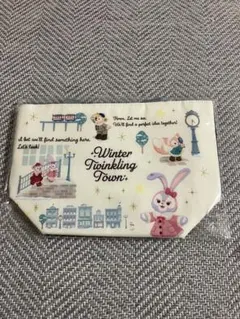 Hmm. Let me see.
We'll find a perfect idea together!
A bet we'll find something here.
Let's look!
Winter
Twinkling
Town